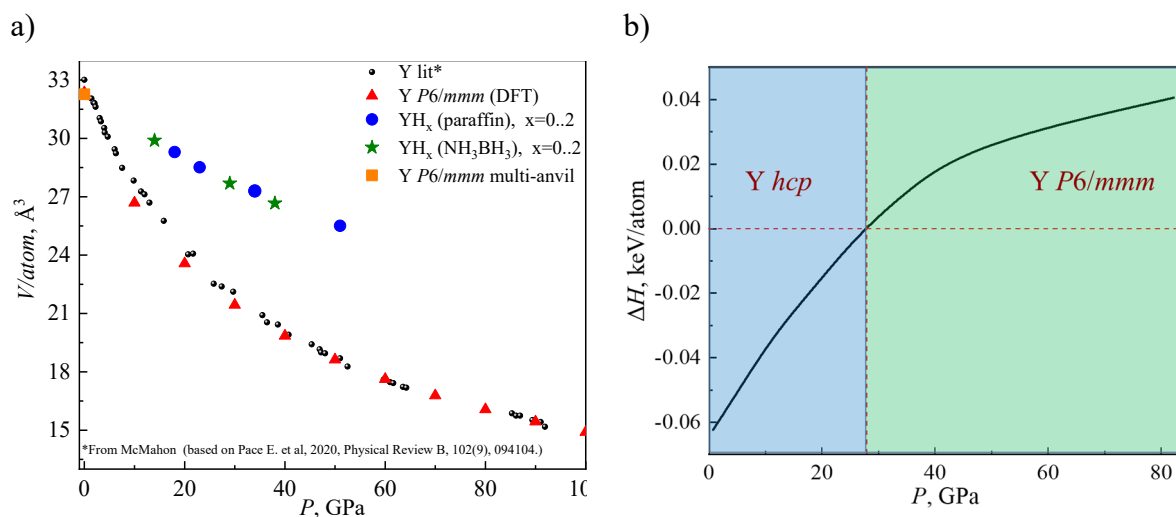 a)
33
30
27
24
21
18
15
V/atom, Å³
0
20
40
60
80
10
P, GPa
Y lit*
Y P6/mmm (DFT)
YHₓ (paraffin), x=0..2
YHₓ (NH₃BH₃), x=0..2
Y P6/mmm multi-anvil
*From McMahon (based on Pace E. et al, 2020, Physical Review B, 102(9), 094104.)
b)
0.04
0.02
0.00
-0.02
-0.04
-0.06
ΔH, keV/atom
Y hcp
Y P6/mmm
0
20
40
60
80
P, GPa